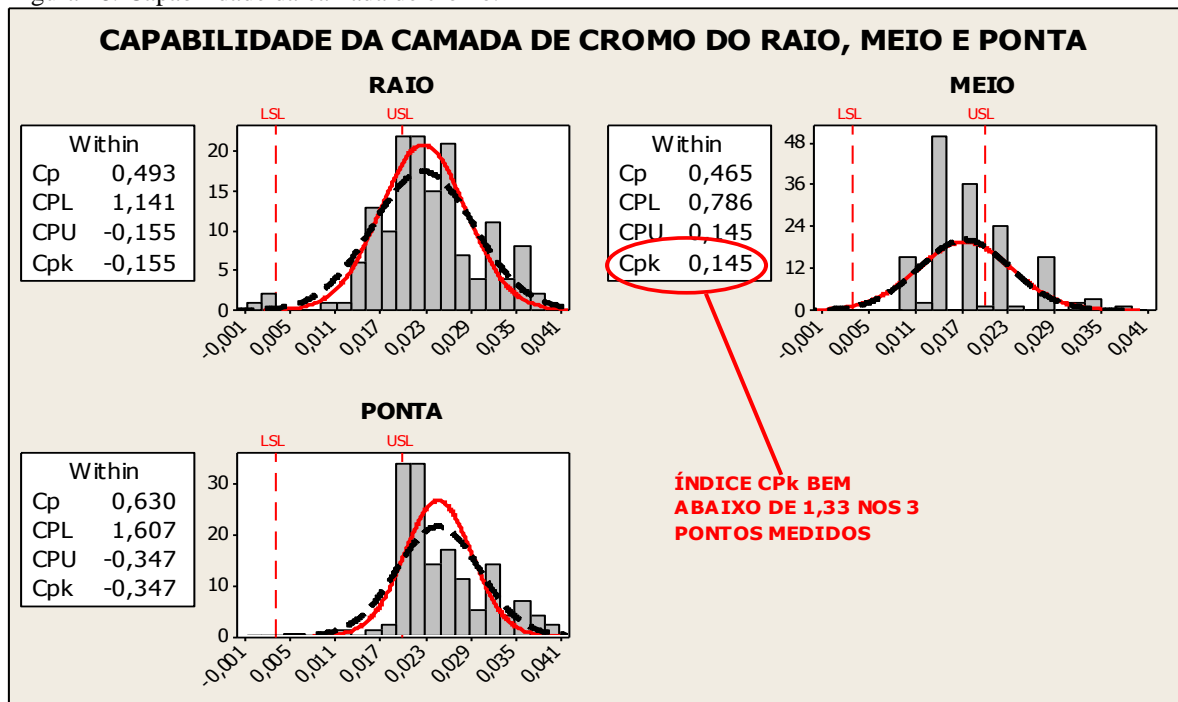 CAPABILIDADE DA CAMADA DE CROMO DO RAIO, MEIO E PONTA
RAIO
LSL USL
Within
Cp 0,493
CPL 1,141
CPU -0,155
Cpk -0,155
20
15
10
5
0
-0,001 0,005 0,011 0,017 0,023 0,029 0,035 0,041
MEIO
LSL USL
Within
Cp 0,465
CPL 0,786
CPU 0,145
Cpk 0,145
48
36
24
12
0
-0,001 0,005 0,011 0,017 0,023 0,029 0,035 0,041
PONTA
LSL USL
Within
Cp 0,630
CPL 1,607
CPU -0,347
Cpk -0,347
30
20
10
0
-0,001 0,005 0,011 0,017 0,023 0,029 0,035 0,041
ÍNDICE CPk BEM
ABAIXO DE 1,33 NOS 3
PONTOS MEDIDOS